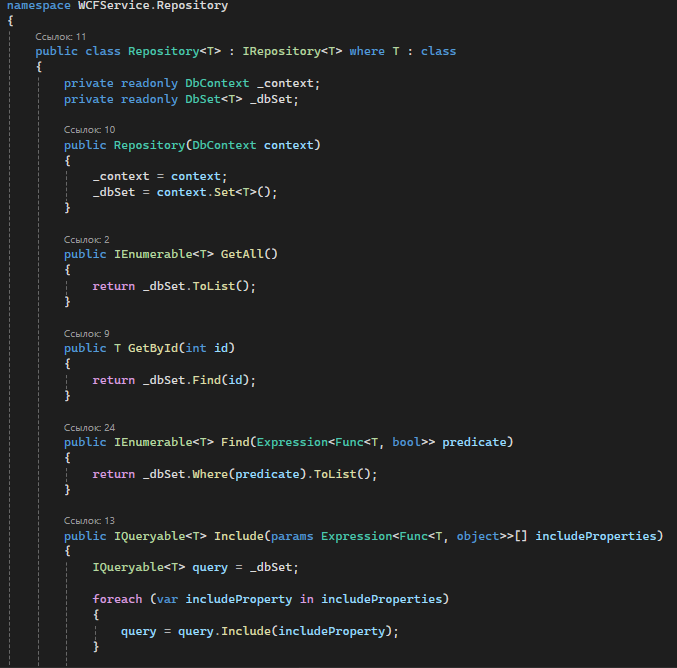 namespace WCFService.Repository
{
Ссылок: 11
public class Repository<T> : IRepository<T> where T : class
{
private readonly DbContext _context;
private readonly DbSet<T> _dbSet;
Ссылок: 10
public Repository(DbContext context)
{
_context = context;
_dbSet = context.Set<T>();
}
Ссылок: 2
public IEnumerable<T> GetAll()
{
return _dbSet.ToList();
}
Ссылок: 9
public T GetById(int id)
{
return _dbSet.Find(id);
}
Ссылок: 24
public IEnumerable<T> Find(Expression<Func<T, bool>> predicate)
{
return _dbSet.Where(predicate).ToList();
}
Ссылок: 13
public IQueryable<T> Include(params Expression<Func<T, object>>[] includeProperties)
{
IQueryable<T> query = _dbSet;
foreach (var includeProperty in includeProperties)
{
query = query.Include(includeProperty);
}